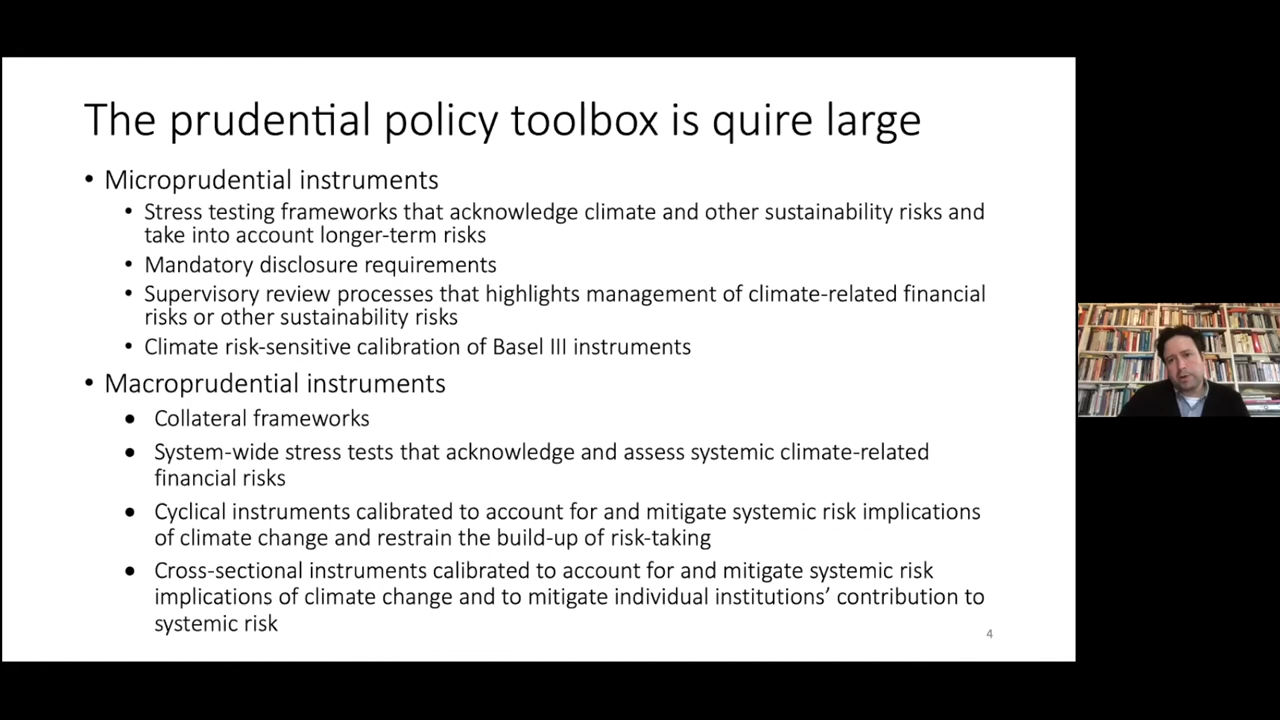 The prudential policy toolbox is quire large
• Microprudential instruments
• Stress testing frameworks that acknowledge climate and other sustainability risks and
take into account longer-term risks
• Mandatory disclosure requirements
• Supervisory review processes that highlights management of climate-related financial
risks or other sustainability risks
• Climate risk-sensitive calibration of Basel III instruments
• Macroprudential instruments
• Collateral frameworks
• System-wide stress tests that acknowledge and assess systemic climate-related
financial risks
• Cyclical instruments calibrated to account for and mitigate systemic risk implications
of climate change and restrain the build-up of risk-taking
• Cross-sectional instruments calibrated to account for and mitigate systemic risk
implications of climate change and to mitigate individual institutions’ contribution to
systemic risk
4